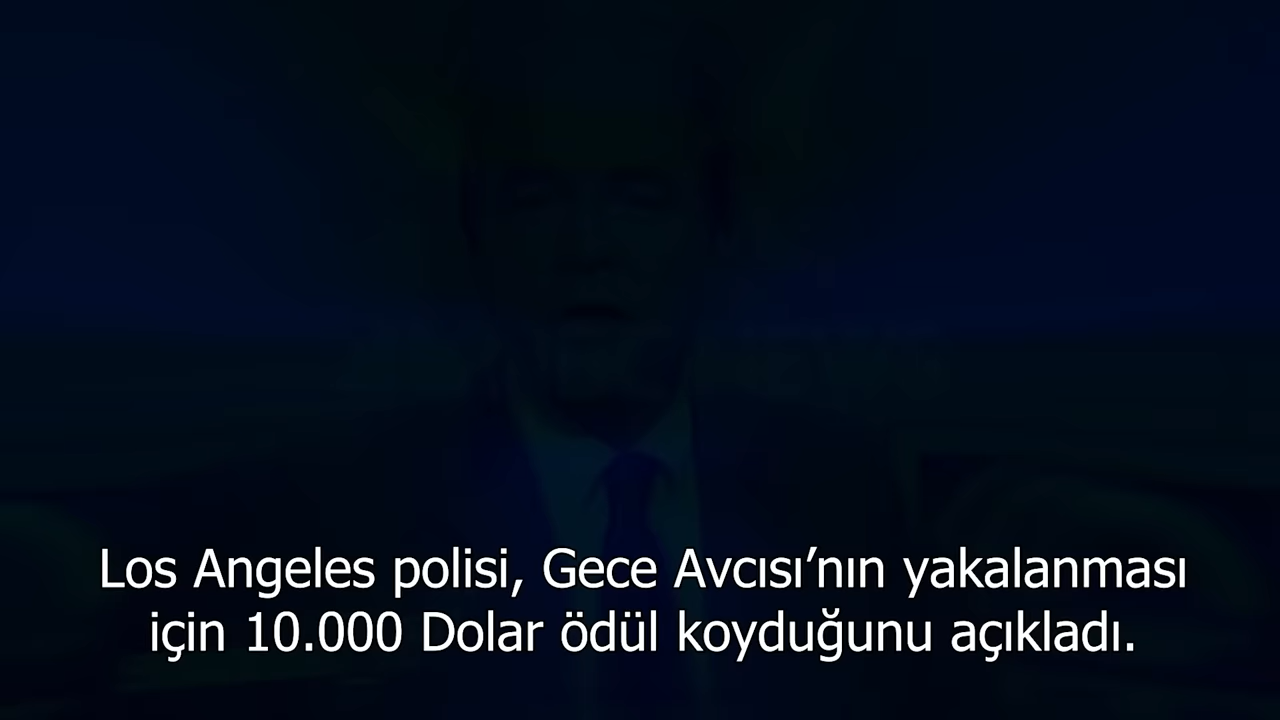 Los Angeles polisi, Gece Avcısı’nın yakalanması
için 10.000 Dolar ödül koyduğunu açıkladı.